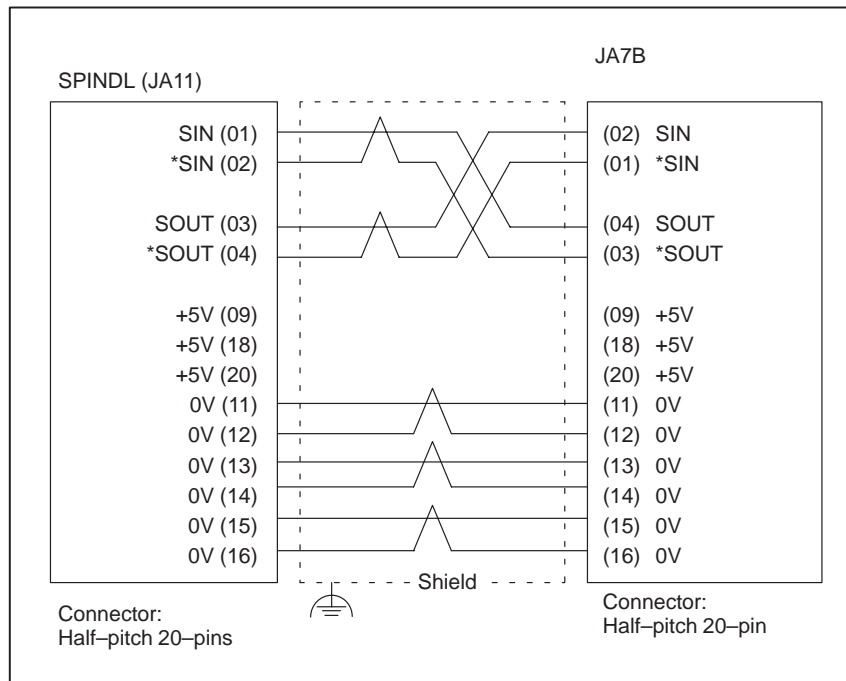 JA7B
SPINDL (JA11)
SIN (01)
(02) SIN
*SIN (02)
(01) *SIN
SOUT (03)
(04) SOUT
*SOUT (04)
(03) *SOUT
+5V (09)
(09) +5V
+5V (18)
(18) +5V
+5V (20)
(20) +5V
0V (11)
(11) 0V
0V (12)
(12) 0V
0V (13)
(13) 0V
0V (14)
(14) 0V
0V (15)
(15) 0V
0V (16)
(16) 0V
Shield
Connector:
Half–pitch 20–pins
Connector:
Half–pitch 20–pin